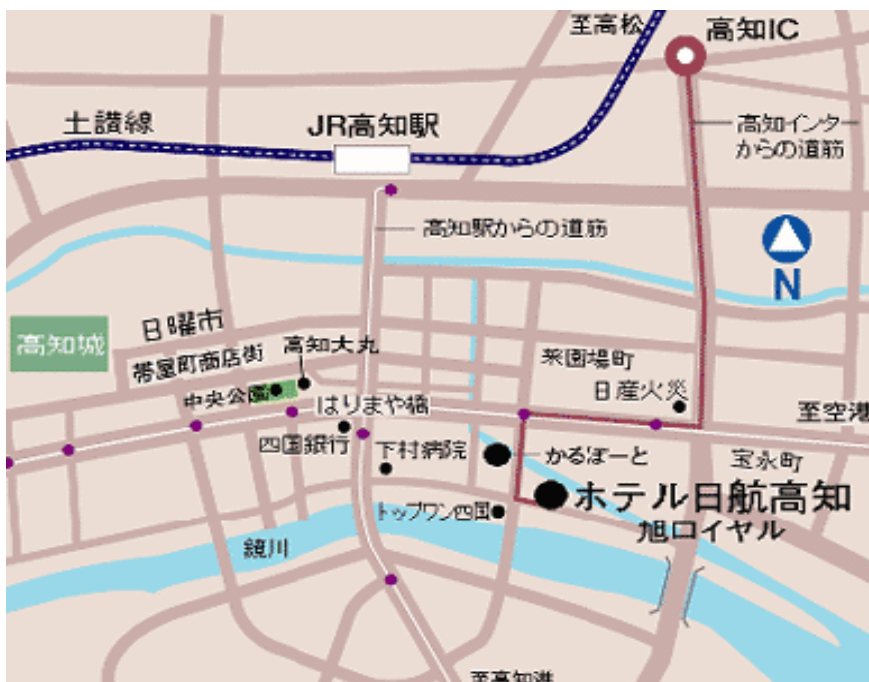 至高松
高知IC
土讃線
JR高知駅
高知インター
からの道筋
高知駅からの道筋
N
日曜市
高知城
帯屋町商店街
高知大丸
菜園場町
中央公園
はりまや橋
日産火災
至空港
四国銀行
下村病院
かるぽーと
宝永町
ホテル日航高知
旭ロイヤル
トップワン四国
鏡川
至高知港